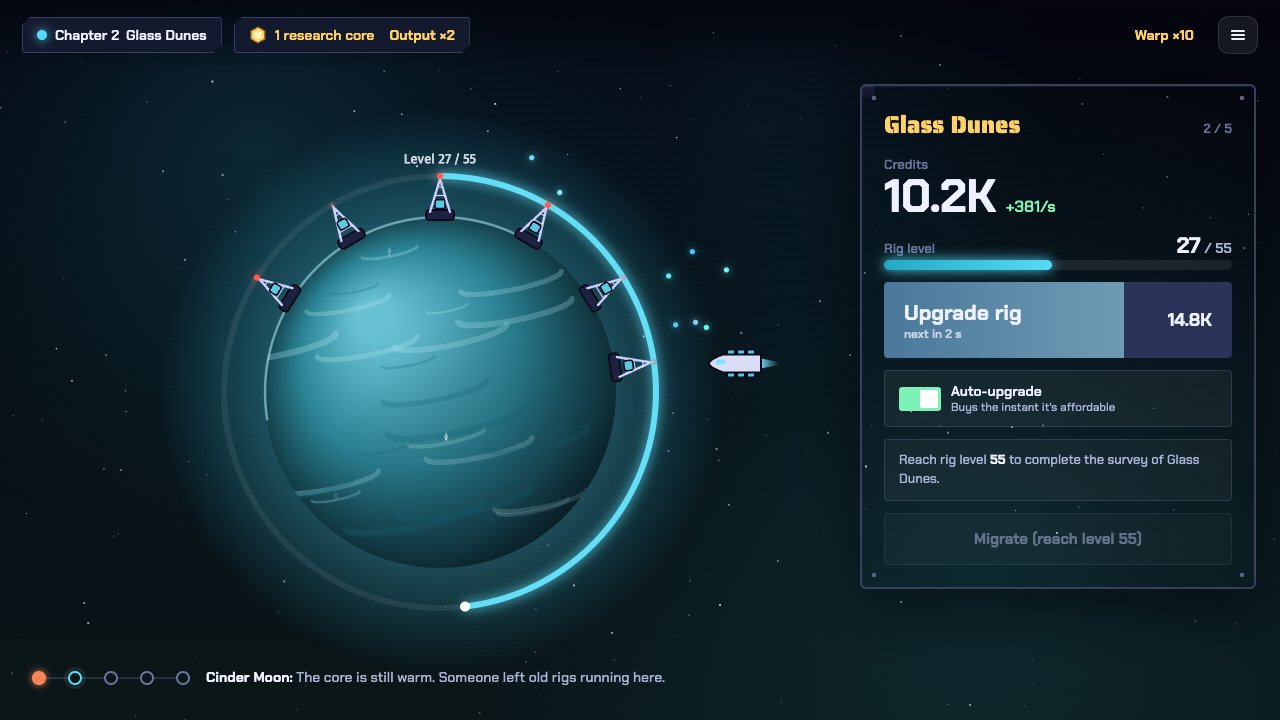 Chapter 2 Glass Dunes
1 research core Output ×2
Warp ×10
Level 27 / 55
Glass Dunes
2 / 5
Credits
10.2K +381/s
Rig level
27 / 55
Upgrade rig
next in 2 s
14.8K
Auto-upgrade
Buys the instant it's affordable
Reach rig level 55 to complete the survey of Glass
Dunes.
Migrate (reach level 55)
Cinder Moon: The core is still warm. Someone left old rigs running here.